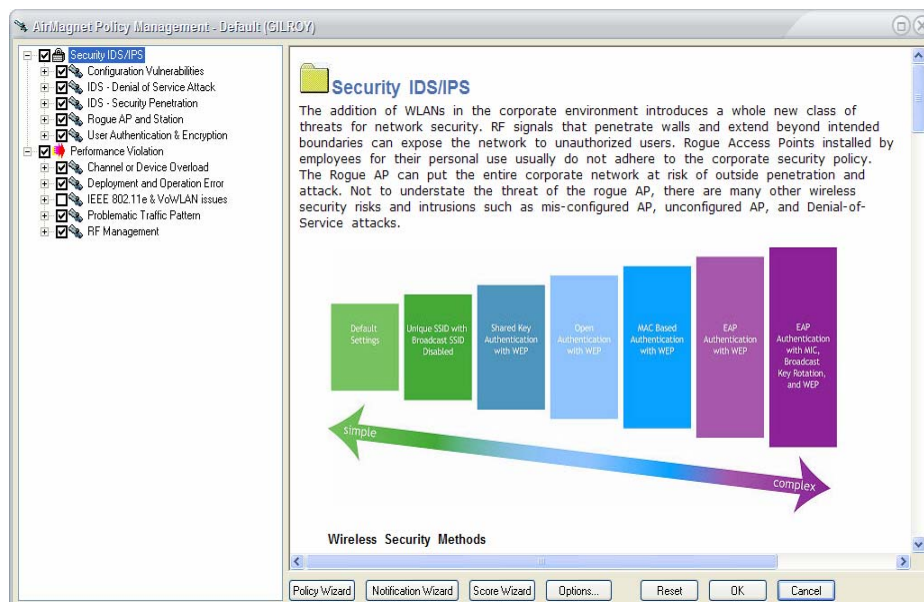 AirMagnet Policy Management - Default (GILROY)
Security IDS/IPS
Configuration Vulnerabilities
IDS - Denial of Service Attack
IDS - Security Penetration
Rogue AP and Station
User Authentication & Encryption
Performance Violation
Channel or Device Overload
Deployment and Operation Error
IEEE 802.11e & VoWLAN issues
Problematic Traffic Pattern
RF Management
Security IDS/IPS
The addition of WLANs in the corporate environment introduces a whole new class of
threats for network security. RF signals that penetrate walls and extend beyond intended
boundaries can expose the network to unauthorized users. Rogue Access Points installed by
employees for their personal use usually do not adhere to the corporate security policy.
The Rogue AP can put the entire corporate network at risk of outside penetration and
attack. Not to understate the threat of the rogue AP, there are many other wireless
security risks and intrusions such as mis-configured AP, unconfigured AP, and Denial-of-
Service attacks.
Default
Settings
Unique SSID with
Broadcast SSID
Disabled
Shared Key
Authentication
with WEP
Open
Authentication
with WEP
MAC Based
Authentication
with WEP
EAP
Authentication
with WEP
EAP
Authentication
with MIC,
Broadcast
Key Rotation,
and WEP
simple
complex
Wireless Security Methods
Policy Wizard
Notification Wizard
Score Wizard
Options...
Reset
OK
Cancel